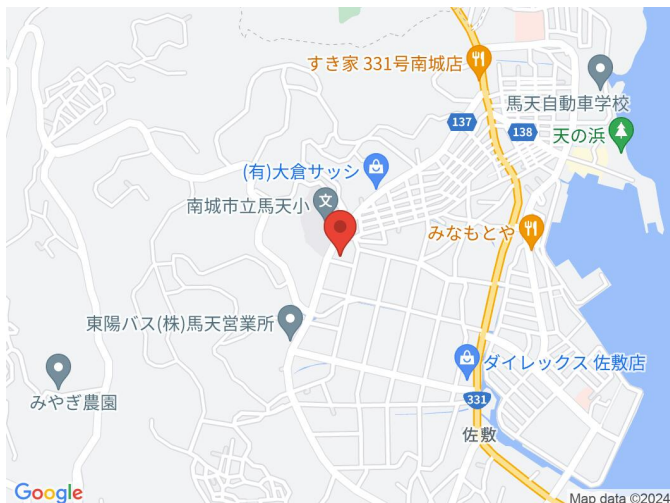 すき家 331号南城店
馬天自動車学校
137
138
天の浜
(有)大倉サッシ
文
南城市立馬天小
みなもとや
東陽バス(株)馬天営業所
ダイレックス 佐敷店
みやぎ農園
331
佐敷
Google
Map data ©2024